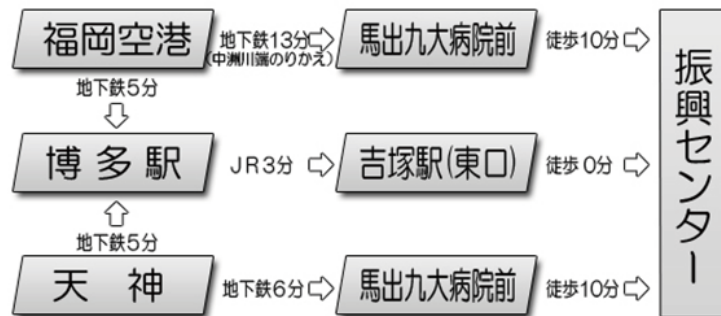 福岡空港 地下鉄13分 馬出九大病院前 徒歩10分
(中洲川端のりかえ)
地下鉄5分
博多駅 JR3分 吉塚駅(東口) 徒歩0分
地下鉄5分
天神 地下鉄6分 馬出九大病院前 徒歩10分
振興センター